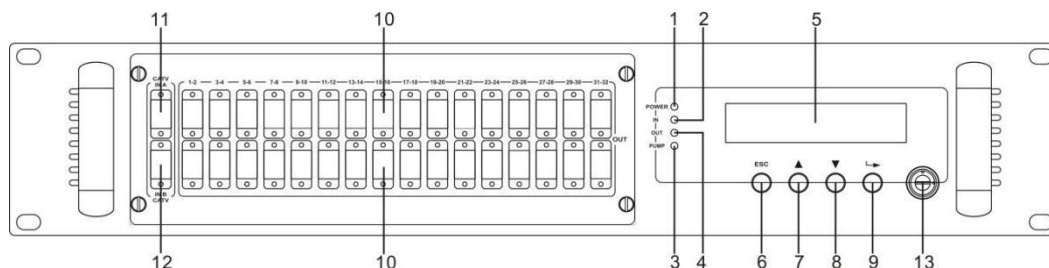 11 10 1 2 5
CATV
IN A
1-2 3-4 5-6 7-8 9-10 11-12 13-14 15-16 17-18 19-20 21-22 23-24 25-26 27-28 29-30 31-32
OUT
IN B
CATV
POWER
IN
OUT
PUMP
ESC ▲ ▼
12 10 3 4 6 7 8 9 13